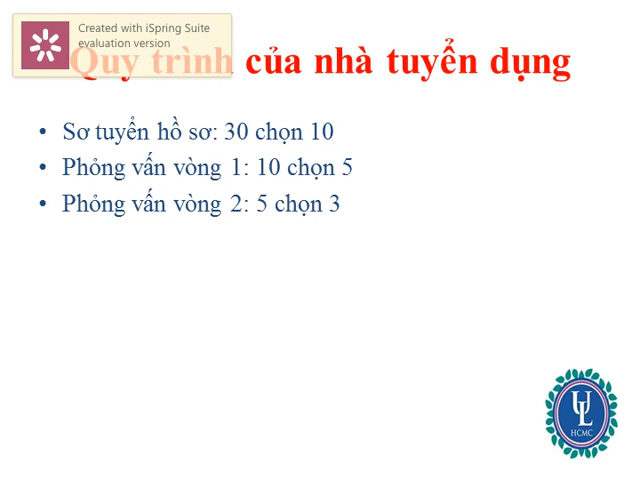 Created with iSpring Suite
evaluation version
Quy trình của nhà tuyển dụng
• Sơ tuyển hồ sơ: 30 chọn 10
• Phỏng vấn vòng 1: 10 chọn 5
• Phỏng vấn vòng 2: 5 chọn 3
UL
HCMC